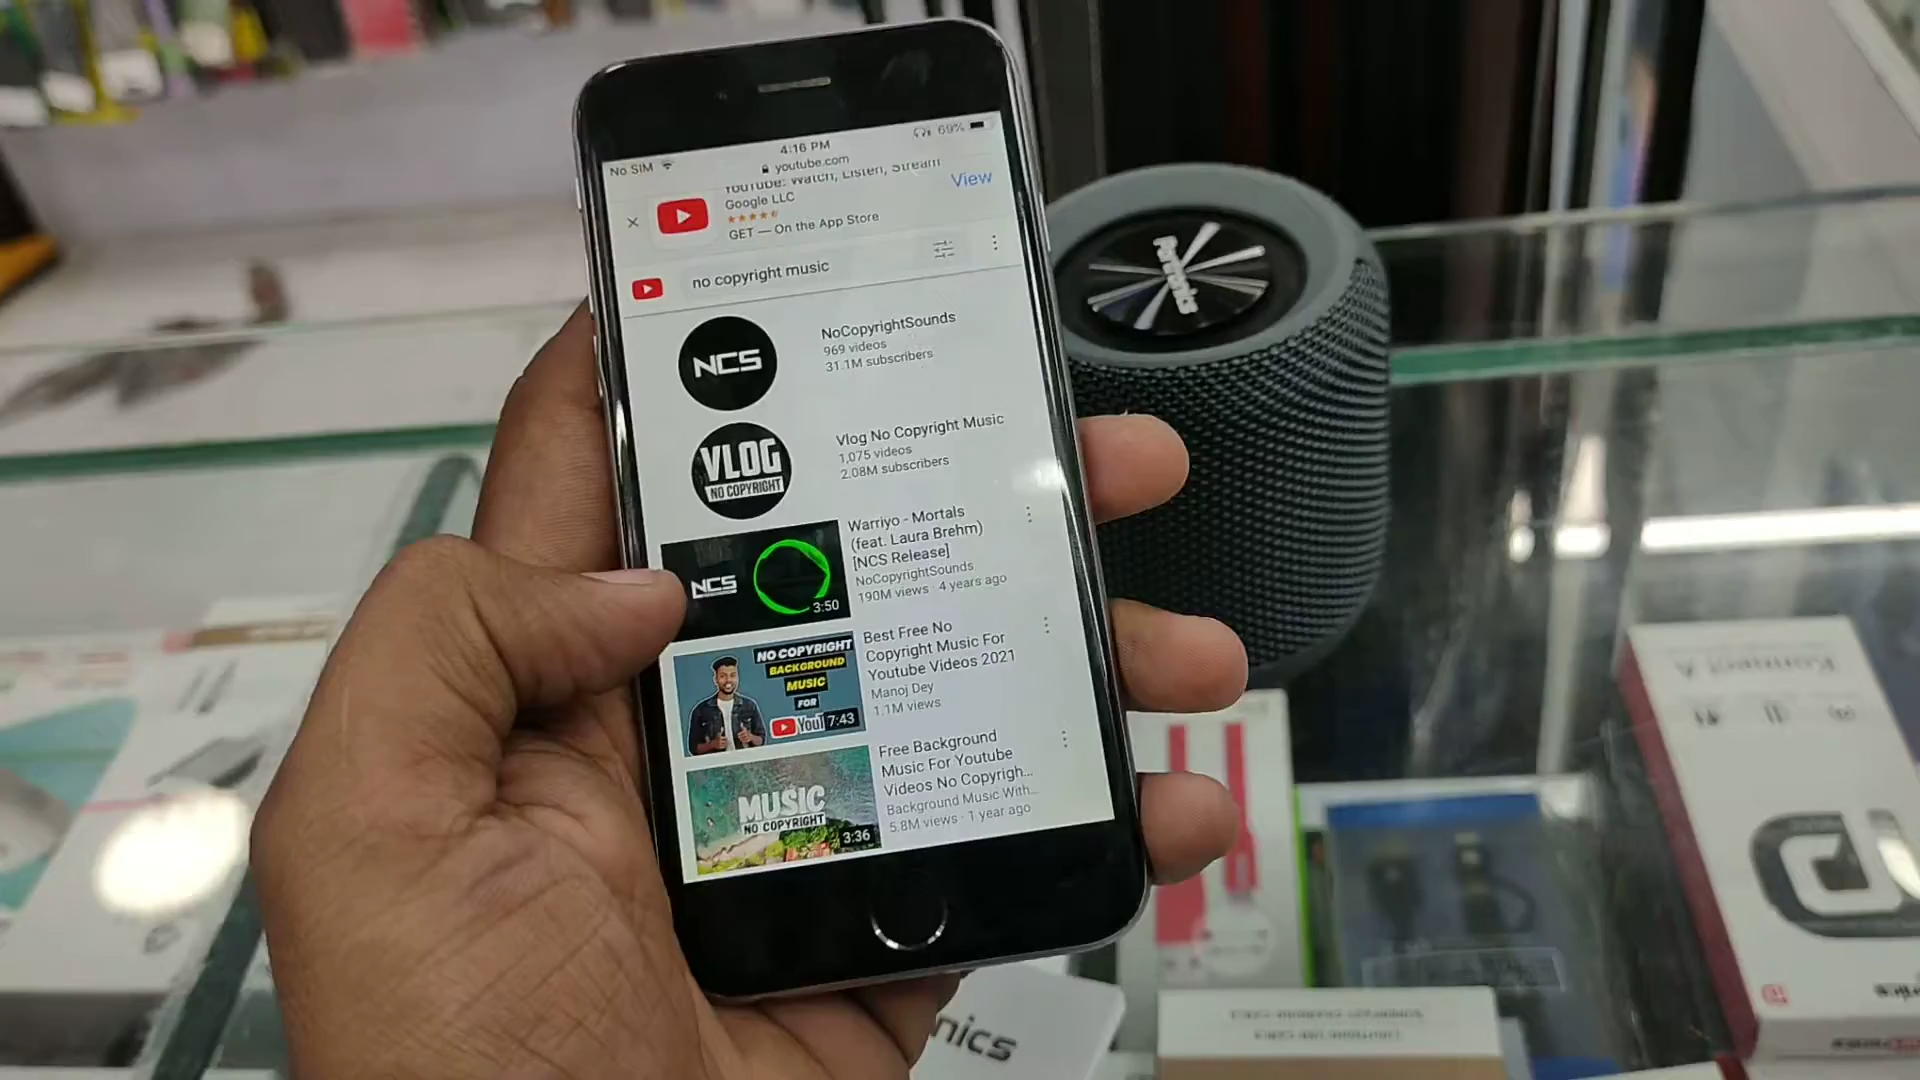 No SIM
4:16 PM
69%
youtube.com
YouTube: Watch, Listen, Stream
Google LLC
GET — On the App Store
View
no copyright music
NCS
NoCopyrightSounds
969 videos
31.1M subscribers
VLOG
NO COPYRIGHT
Vlog No Copyright Music
1,075 videos
2.08M subscribers
NCS
3:50
Warriyo - Mortals
(feat. Laura Brehm)
[NCS Release]
NoCopyrightSounds
190M views · 4 years ago
NO COPYRIGHT
BACKGROUND
MUSIC
FOR
YouT
7:43
Best Free No
Copyright Music For
Youtube Videos 2021
Manoj Dey
1.1M views
MUSIC
NO COPYRIGHT
3:36
Free Background
Music For Youtube
Videos No Copyrigh...
Background Music With...
5.8M views · 1 year ago
Portronics
Konnect A
nics